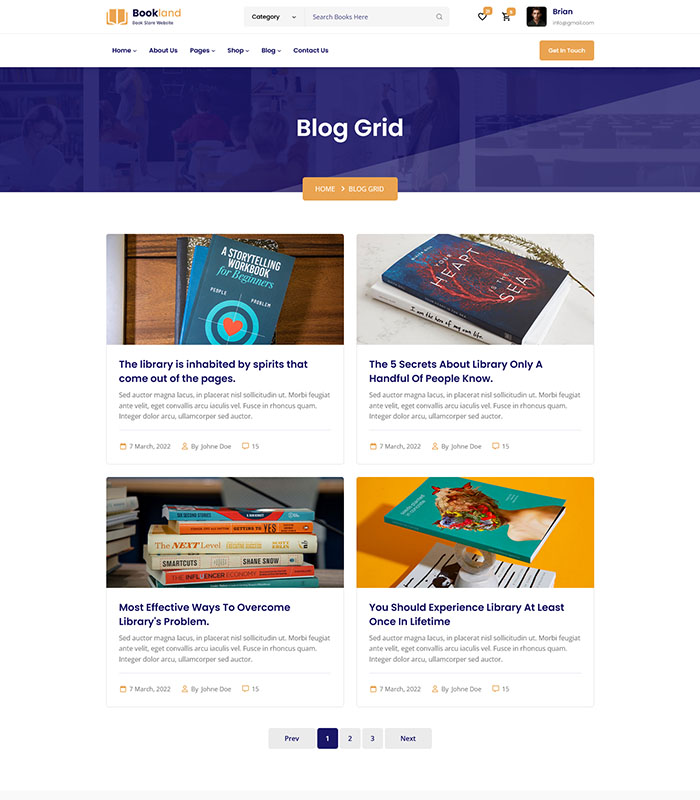 Bookland
Book Store Website
Category
Search Books Here
Brian
info@gmail.com
Home
About Us
Pages
Shop
Blog
Contact Us
Get In Touch
Blog Grid
HOME > BLOG GRID
A STORYTELLING
WORKBOOK
for Beginners
PEOPLE
PROBLEM
YOUR
HEART
IS THE
SEA
I am the hero of my own life.
The library is inhabited by spirits that
come out of the pages.
Sed auctor magna lacus, in placerat nisl sollicitudin ut. Morbi feugiat
ante velit, eget convallis arcu iaculis vel. Fusce in rhoncus quam.
Integer dolor arcu, ullamcorper sed auctor.
7 March, 2022
By Johne Doe
15
The 5 Secrets About Library Only A
Handful Of People Know.
Sed auctor magna lacus, in placerat nisl sollicitudin ut. Morbi feugiat
ante velit, eget convallis arcu iaculis vel. Fusce in rhoncus quam.
Integer dolor arcu, ullamcorper sed auctor.
7 March, 2022
By Johne Doe
15
SIX SECOND STORIES
GETTING TO YES
The NEXT Level
SCOTT
SMARTCUTS
SHANE SNOW
THE INFLUENCER ECONOMY
Most Effective Ways To Overcome
Library's Problem.
Sed auctor magna lacus, in placerat nisl sollicitudin ut. Morbi feugiat
ante velit, eget convallis arcu iaculis vel. Fusce in rhoncus quam.
Integer dolor arcu, ullamcorper sed auctor.
7 March, 2022
By Johne Doe
15
You Should Experience Library At Least
Once In Lifetime
Sed auctor magna lacus, in placerat nisl sollicitudin ut. Morbi feugiat
ante velit, eget convallis arcu iaculis vel. Fusce in rhoncus quam.
Integer dolor arcu, ullamcorper sed auctor.
7 March, 2022
By Johne Doe
15
Prev
1
2
3
Next